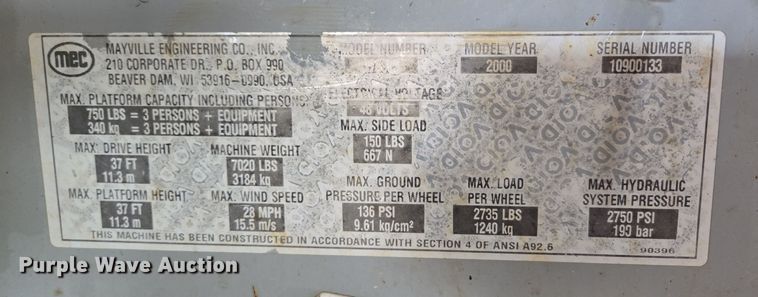 mec
MAYVILLE ENGINEERING CO., INC.
210 CORPORATE DR., P.O. BOX 990
BEAVER DAM, WI 53916-0990, USA
MODEL NUMBER
MODEL YEAR
2000
SERIAL NUMBER
10900133
MAX. PLATFORM CAPACITY INCLUDING PERSONS
750 LBS = 3 PERSONS + EQUIPMENT
340 kg = 3 PERSONS + EQUIPMENT
ELECTRICAL VOLTAGE
48 VOLTS
MAX. SIDE LOAD
150 LBS
667 N
MAX. DRIVE HEIGHT
37 FT
11.3 m
MACHINE WEIGHT
7020 LBS
3184 kg
MAX. PLATFORM HEIGHT
37 FT
11.3 m
MAX. WIND SPEED
28 MPH
15.5 m/s
MAX. GROUND
PRESSURE PER WHEEL
136 PSI
9.61 kg/cm²
MAX. LOAD
PER WHEEL
2735 LBS
1240 kg
MAX. HYDRAULIC
SYSTEM PRESSURE
2750 PSI
190 bar
THIS MACHINE HAS BEEN CONSTRUCTED IN ACCORDANCE WITH SECTION 4 OF ANSI A92.6
90396
Purple Wave Auction